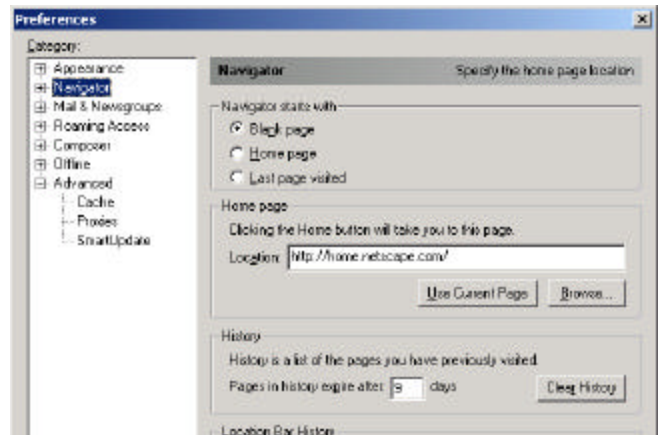 Preferences
Category:
Appearance
Navigator
Mail & Newsgroups
Roaming Access
Composer
Offline
Advanced
Cache
Proxies
SmartUpdate
Navigator Specify the home page location
Navigator starts with
Blank page
Home page
Last page visited
Home page
Clicking the Home button will take you to this page.
Location: http://home.netscape.com/
Use Current Page Browse...
History
History is a list of the pages you have previously visited.
Pages in history expire after: 9 days Clear History
Location Bar History